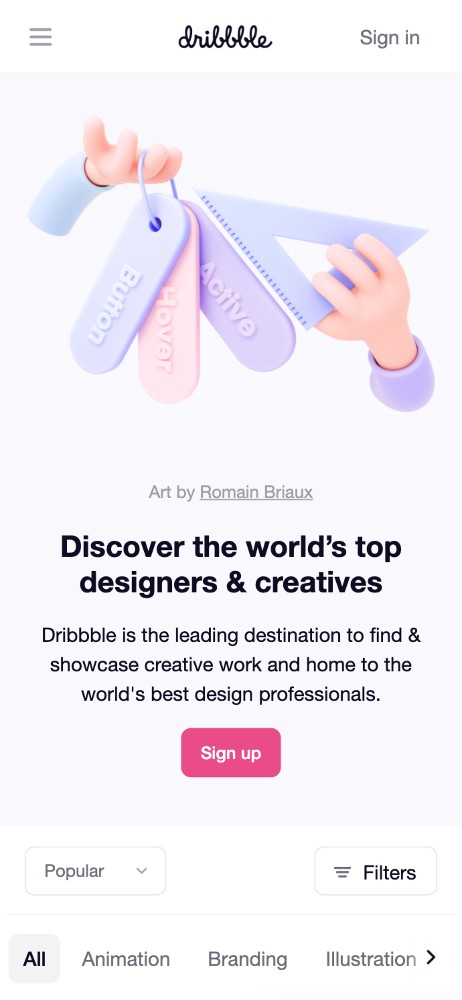 dribbble
Sign in
Button
Hover
Active
Art by Romain Briaux
Discover the world’s top
designers & creatives
Dribbble is the leading destination to find &
showcase creative work and home to the
world's best design professionals.
Sign up
Popular
Filters
All Animation Branding Illustration